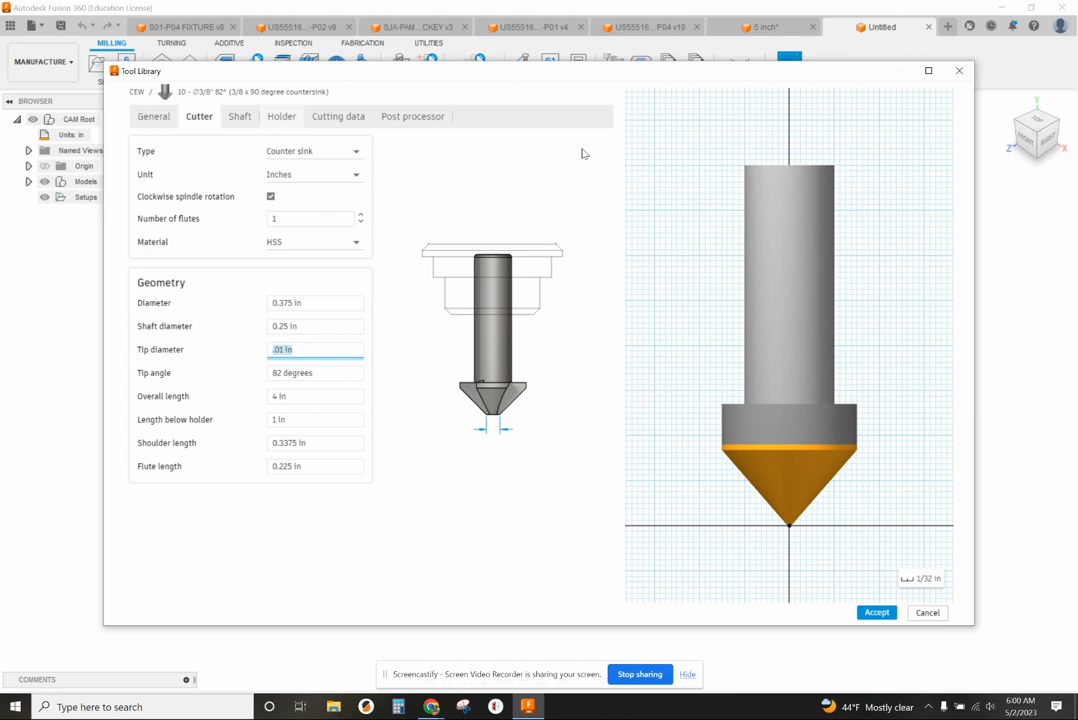 Autodesk Fusion 360 (Education License)
S01-P04 FIXTURE v8
US55516...-P02 v9
SJA-PAM...CKEY v3
US55516...-P01 v4
US55516...P04 v19
5 inch*
Untitled
MILLING TURNING ADDITIVE INSPECTION FABRICATION UTILITIES
MANUFACTURE
Tool Library
BROWSER
CEW / 10 - Ø3/8" 82° (3/8 x 90 degree countersink)
General Cutter Shaft Holder Cutting data Post processor
CAM Root
Units: in
Named Views
Origin
Models
Setups
Type Counter sink
Unit Inches
Clockwise spindle rotation
Number of flutes 1
Material HSS
Geometry
Diameter 0.375 in
Shaft diameter 0.25 in
Tip diameter .01 in
Tip angle 82 degrees
Overall length 4 in
Length below holder 1 in
Shoulder length 0.3375 in
Flute length 0.225 in
TOP
FRONT
RIGHT
Y
Z
X
1/32 in
Accept Cancel
COMMENTS
Screencastify - Screen Video Recorder is sharing your screen. Stop sharing Hide
Type here to search
44°F Mostly clear
6:00 AM
5/2/2023